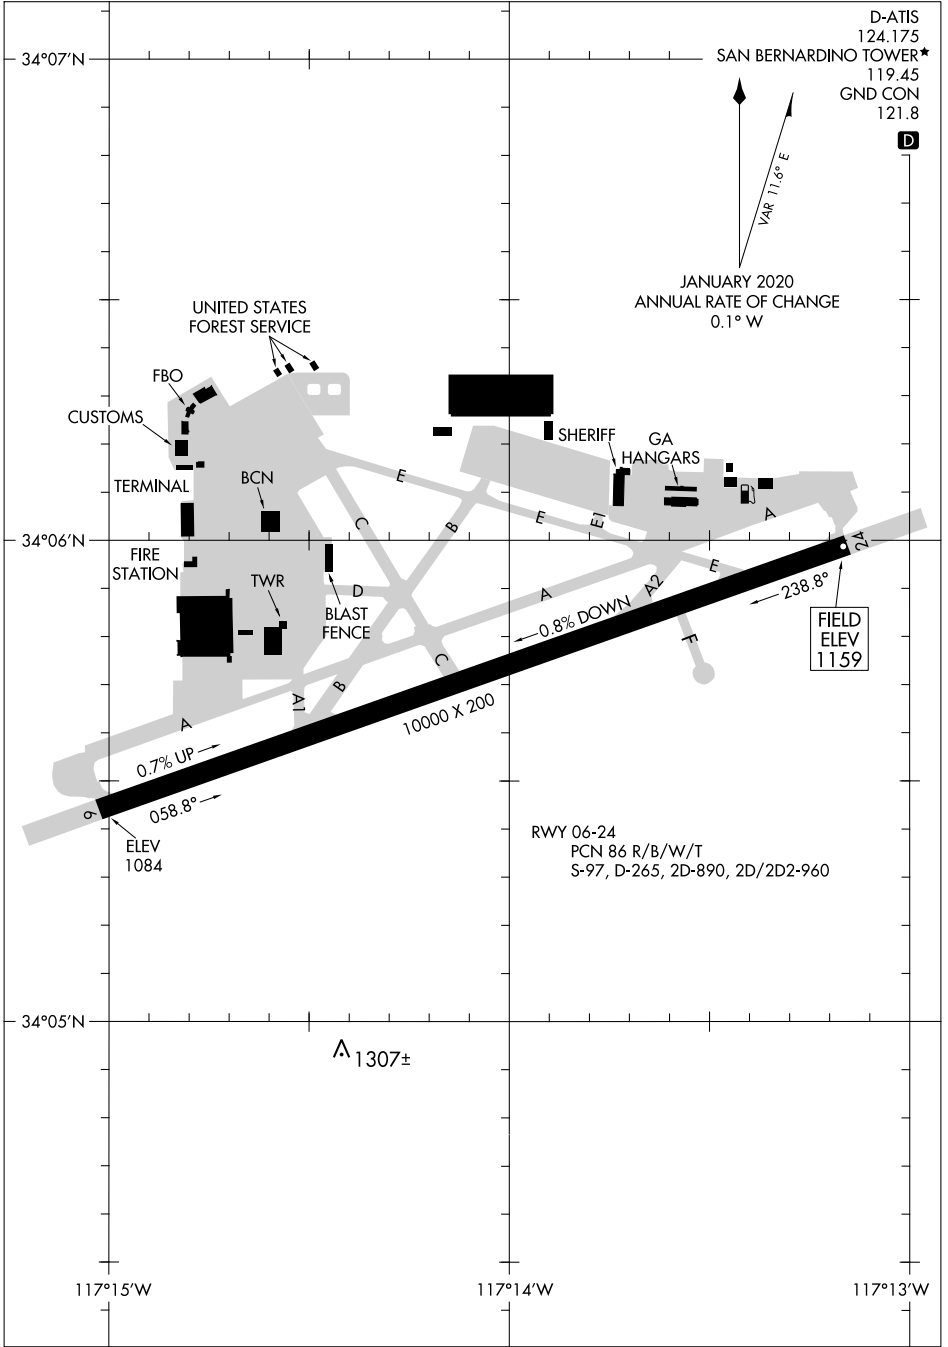 D-ATIS
124.175
SAN BERNARDINO TOWER★
119.45
GND CON
121.8
D
34°07'N
VAR 11.6° E
JANUARY 2020
ANNUAL RATE OF CHANGE
0.1° W
UNITED STATES
FOREST SERVICE
FBO
CUSTOMS
TERMINAL
BCN
SHERIFF
GA
HANGARS
E
C
B
E
E1
A
34°06'N
24
FIRE
STATION
TWR
D
BLAST
FENCE
A
A2
E
238.8°
0.8% DOWN
FIELD
ELEV
1159
F
C
B
A1
A
10000 X 200
0.7% UP
058.8°
6
ELEV
1084
RWY 06-24
PCN 86 R/B/W/T
S-97, D-265, 2D-890, 2D/2D2-960
34°05'N
1307±
117°15'W
117°14'W
117°13'W